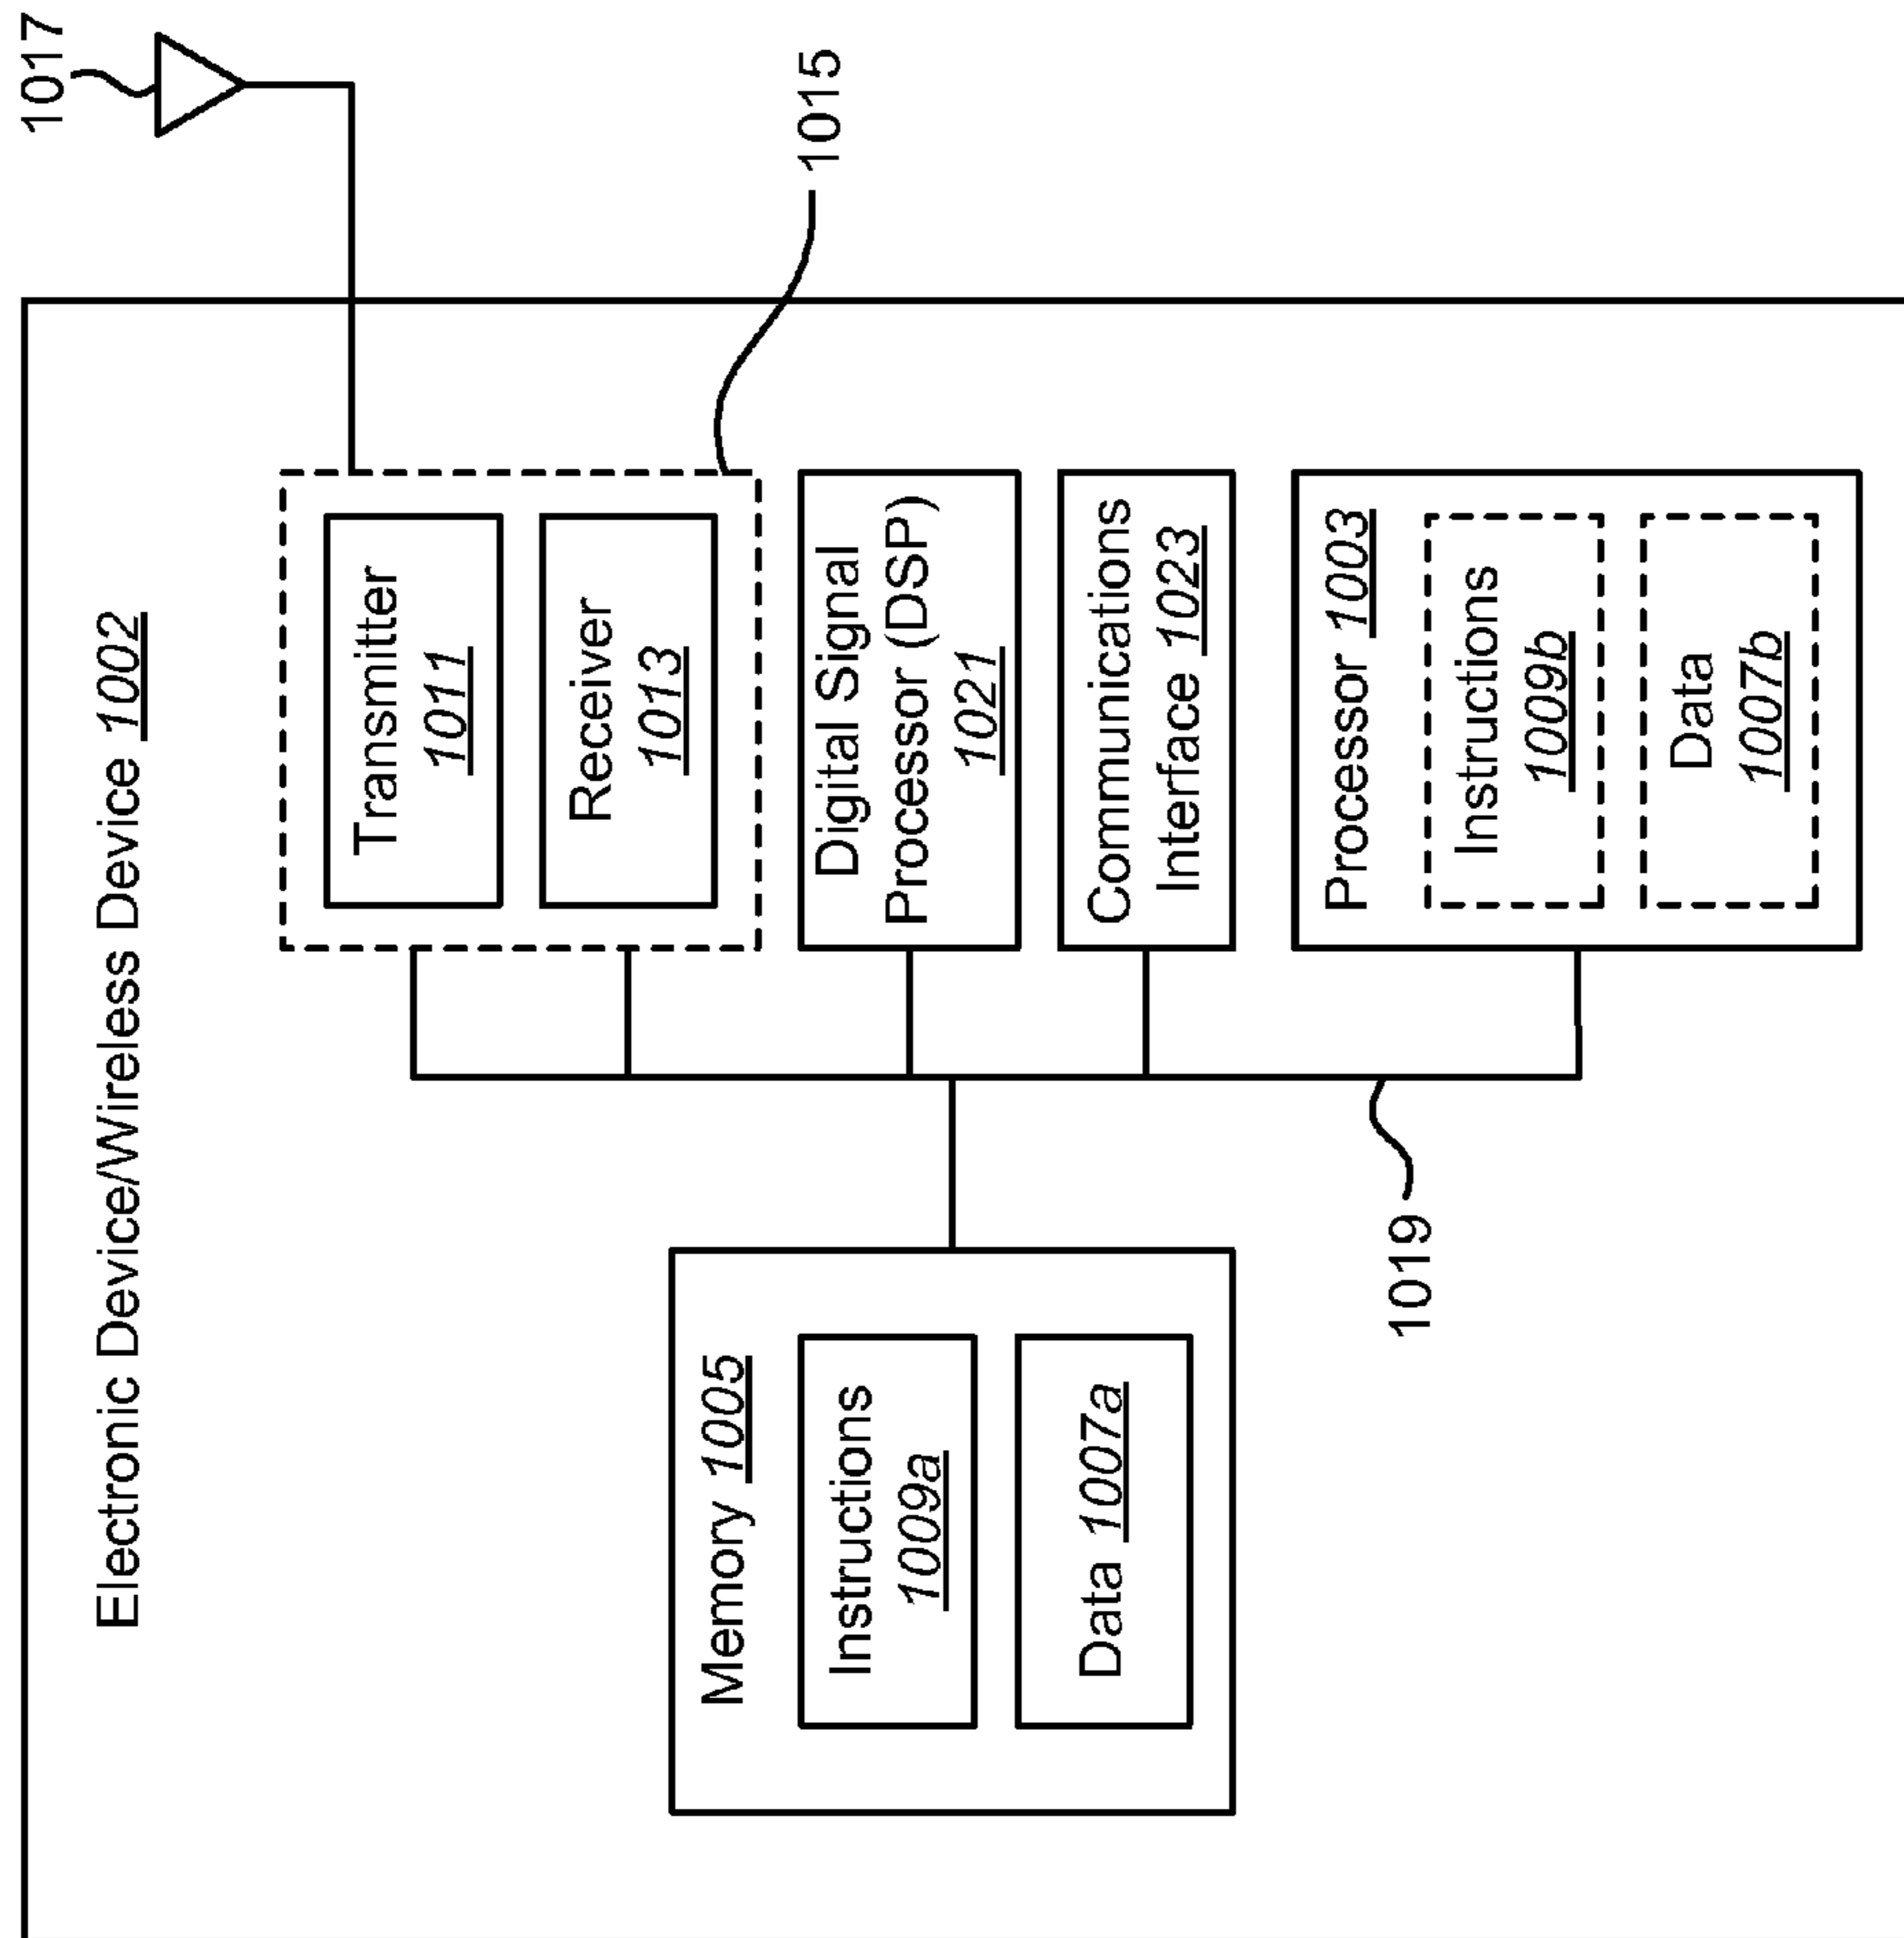 Electronic Device/Wireless Device 1002
1017
Transmitter
1011
Receiver
1013
1015
Memory 1005
Instructions
1009a
Data 1007a
Digital Signal
Processor (DSP)
1021
Communications
Interface 1023
Processor 1003
Instructions
1009b
Data
1007b
1019